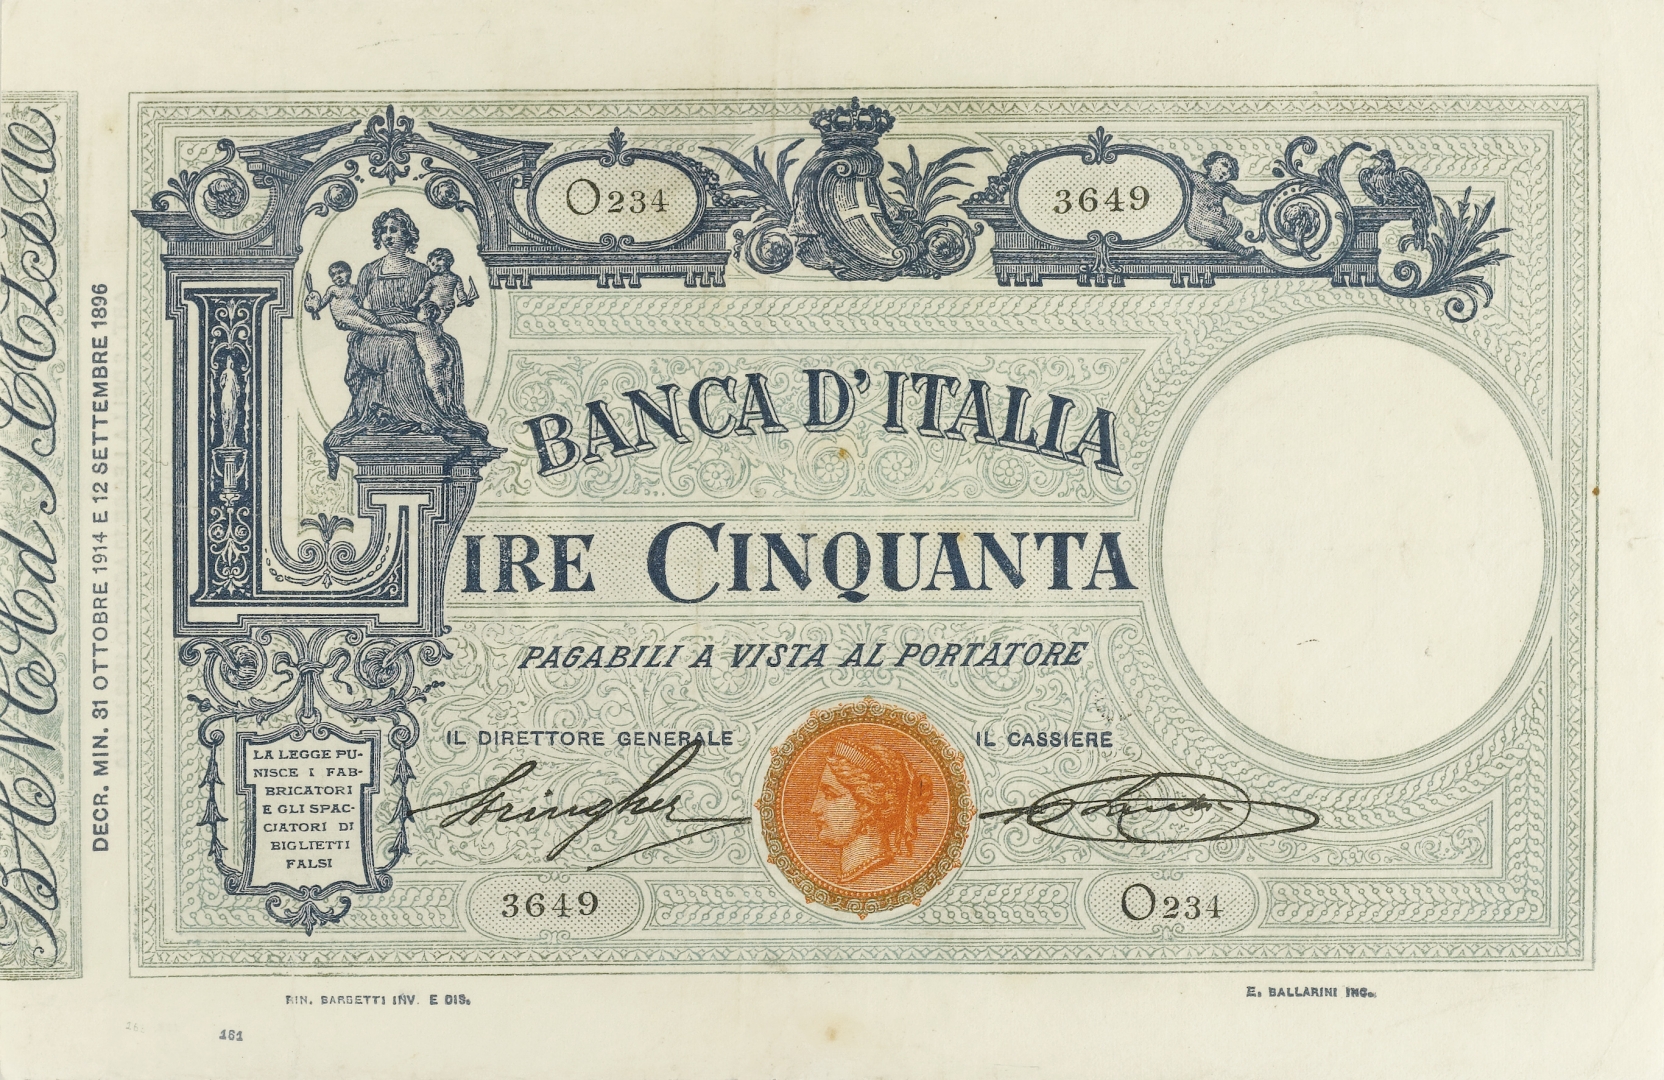 O234
3649
BANCA D'ITALIA
LIRE CINQUANTA
PAGABILI A VISTA AL PORTATORE
IL DIRETTORE GENERALE
IL CASSIERE
Stringher
3649
O234
LA LEGGE PU-
NISCE I FAB-
BRICATORI
E GLI SPAC-
CIATORI DI
BIGLIETTI
FALSI
DECR. MIN. 31 OTTOBRE 1914 E 12 SETTEMBRE 1896
RIN. BARBETTI INV. E DIS.
E. BALLARINI INC.
161